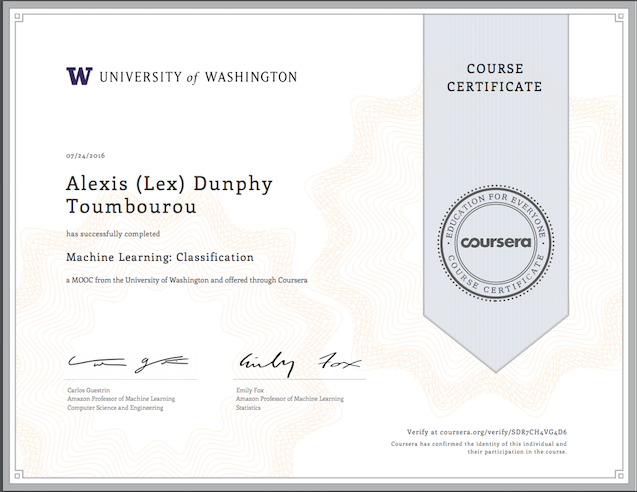 UNIVERSITY of WASHINGTON
COURSE
CERTIFICATE
07/24/2016
Alexis (Lex) Dunphy
Toumbourou
has successfully completed
Machine Learning: Classification
a MOOC from the University of Washington and offered through Coursera
EDUCATION FOR EVERYONE
coursera
COURSE CERTIFICATE
Emily Fox
Carlos Guestrin
Amazon Professor of Machine Learning
Computer Science and Engineering
Emily Fox
Amazon Professor of Machine Learning
Statistics
Verify at coursera.org/verify/SDR7CH4VG4D6
Coursera has confirmed the identity of this individual and
their participation in the course.